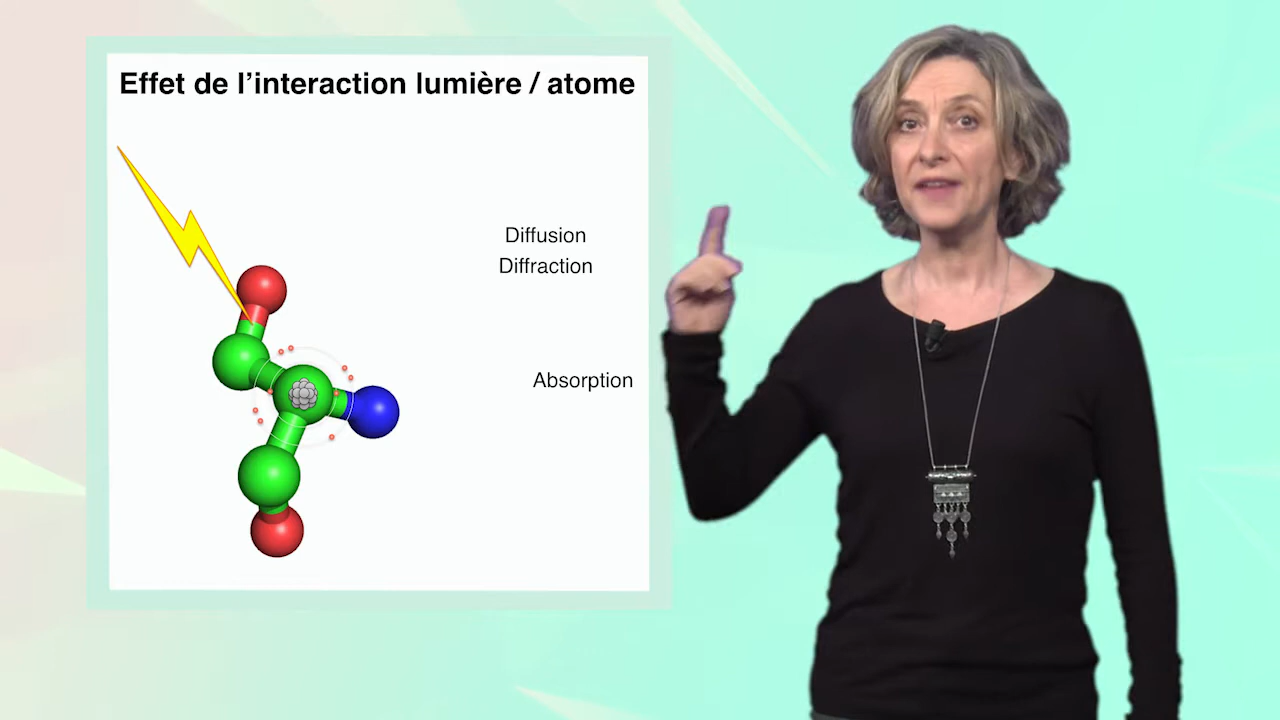 Effet de l’interaction lumière / atome
Diffusion
Diffraction
Absorption